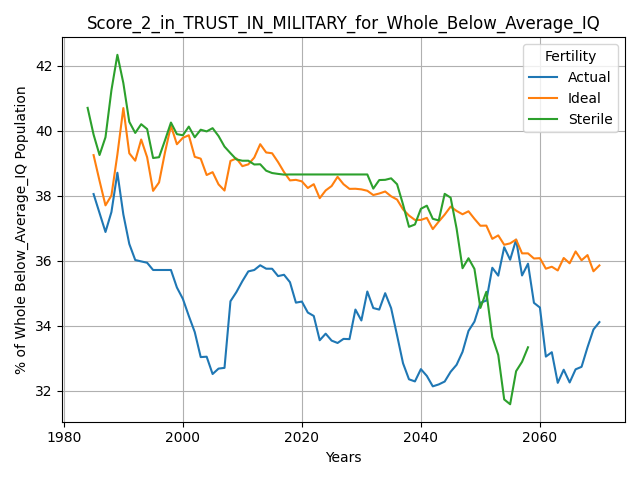 Score_2_in_TRUST_IN_MILITARY_for_Whole_Below_Average_IQ
Fertility
Actual
Ideal
Sterile
% of Whole Below_Average_IQ Population
42
40
38
36
34
32
1980
2000
2020
2040
2060
Years